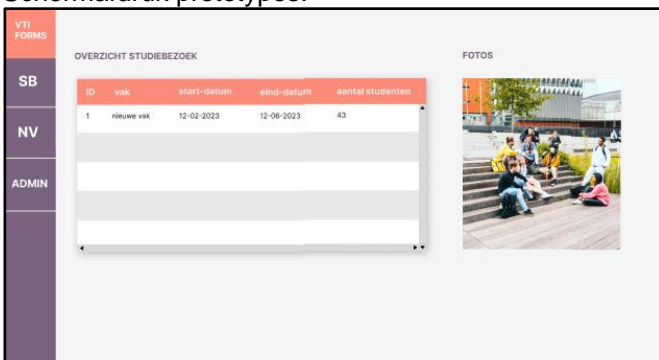 Schermafdruk prototypes:
VTI
FORMS
SB
NV
ADMIN
OVERZICHT STUDIEBEZOEK
ID vak start-datum eind-datum aantal studenten
1 nieuwe vak 12-02-2023 12-06-2023 43
FOTOS